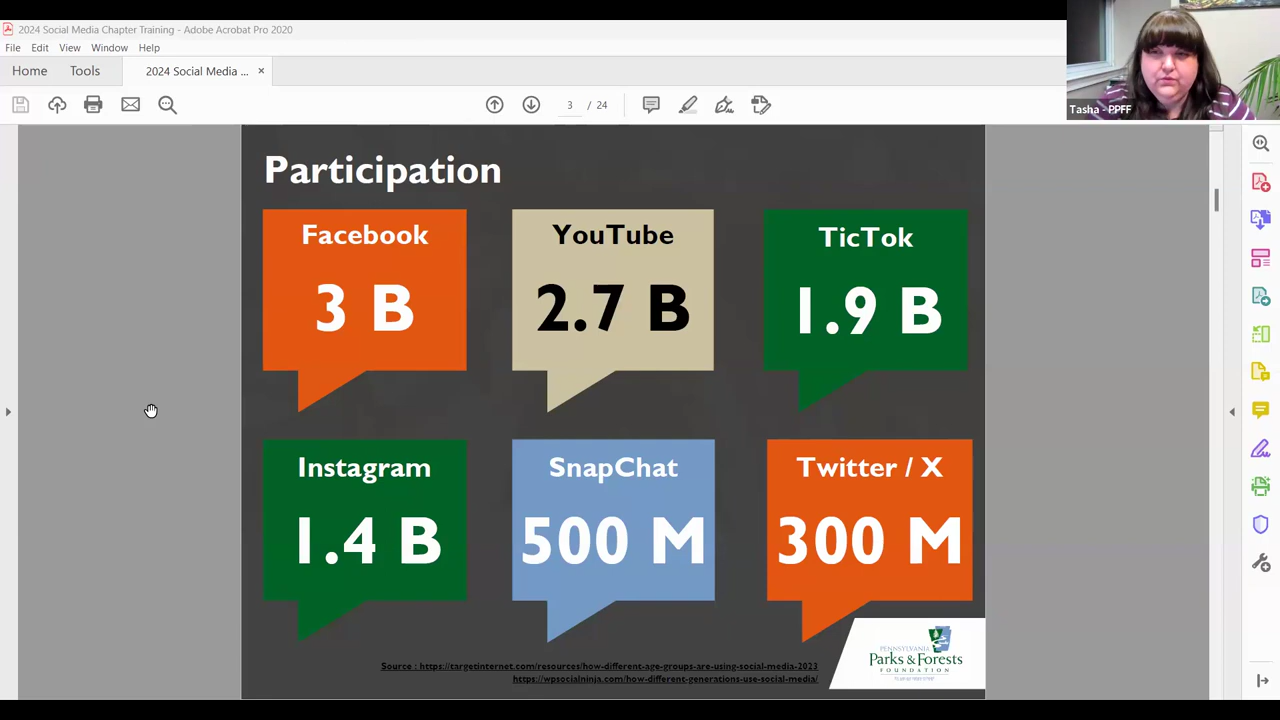 2024 Social Media Chapter Training - Adobe Acrobat Pro 2020
File Edit View Window Help
Home Tools 2024 Social Media ... ×
3 / 24
Tasha - PPFF
Participation
Facebook
3 B
YouTube
2.7 B
TicTok
1.9 B
Instagram
1.4 B
SnapChat
500 M
Twitter / X
300 M
Source : https://targetinternet.com/resources/how-different-age-groups-are-using-social-media-2023
https://wpsocialninja.com/how-different-generations-use-social-media/
PENNSYLVANIA
Parks & Forests
FOUNDATION